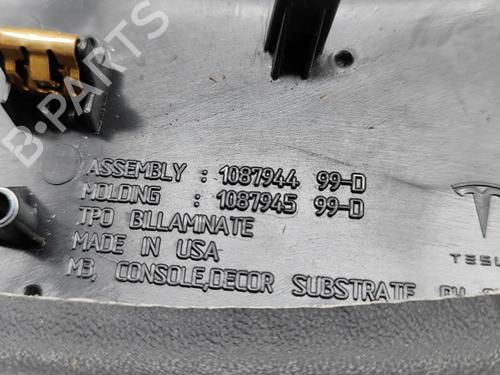 ASSEMBLY : 1087944 99-D
MOLDING : 1087945 99-D
TPO BILLAMINATE
MADE IN USA
M3, CONSOLE,DECOR SUBSTRATE
TESL
B-PARTS